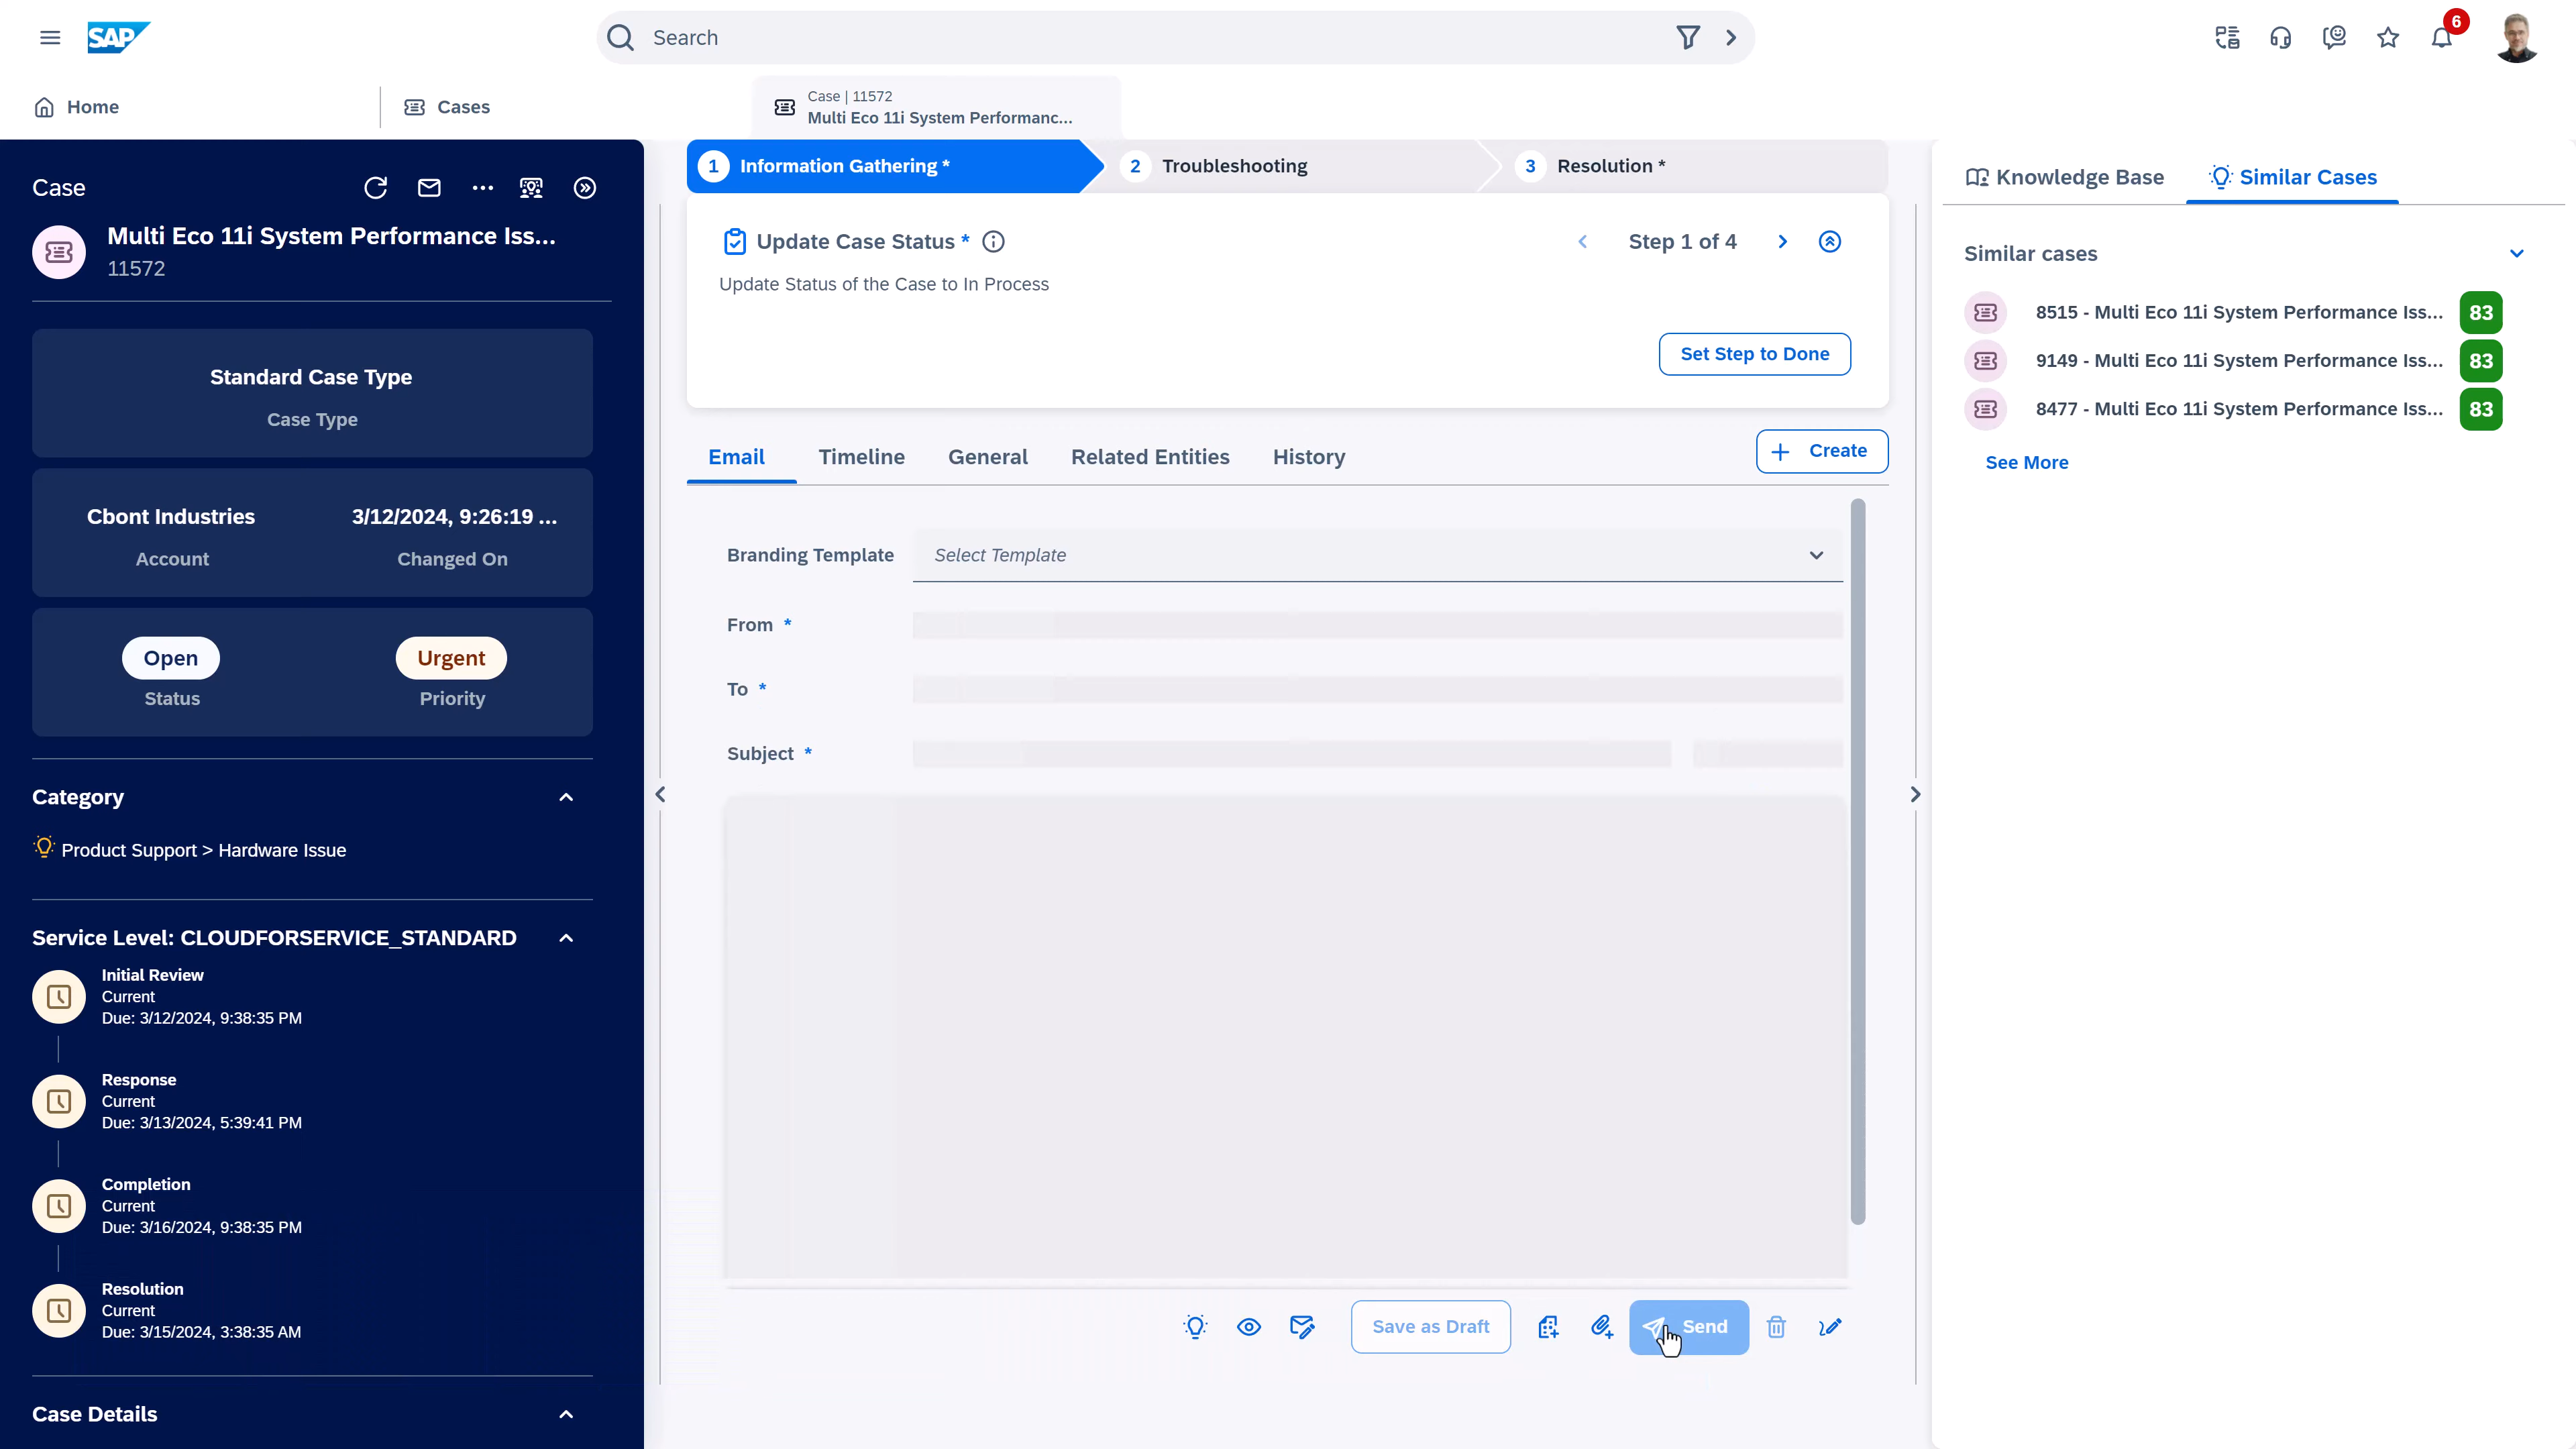 SAP
Search
6
Home
Cases
Case | 11572
Multi Eco 11i System Performanc...
Case
Multi Eco 11i System Performance Iss...
11572
Standard Case Type
Case Type
Cbont Industries
Account
3/12/2024, 9:26:19 ...
Changed On
Open
Status
Urgent
Priority
Category
Product Support > Hardware Issue
Service Level: CLOUDFORSERVICE_STANDARD
Initial Review
Current
Due: 3/12/2024, 9:38:35 PM
Response
Current
Due: 3/13/2024, 5:39:41 PM
Completion
Current
Due: 3/16/2024, 9:38:35 PM
Resolution
Current
Due: 3/15/2024, 3:38:35 AM
Case Details
1 Information Gathering *
2 Troubleshooting
3 Resolution *
Update Case Status *
Step 1 of 4
Update Status of the Case to In Process
Set Step to Done
Email
Timeline
General
Related Entities
History
Create
Branding Template
Select Template
From *
To *
Subject *
Save as Draft
Send
Knowledge Base
Similar Cases
Similar cases
8515 - Multi Eco 11i System Performance Iss... 83
9149 - Multi Eco 11i System Performance Iss... 83
8477 - Multi Eco 11i System Performance Iss... 83
See More